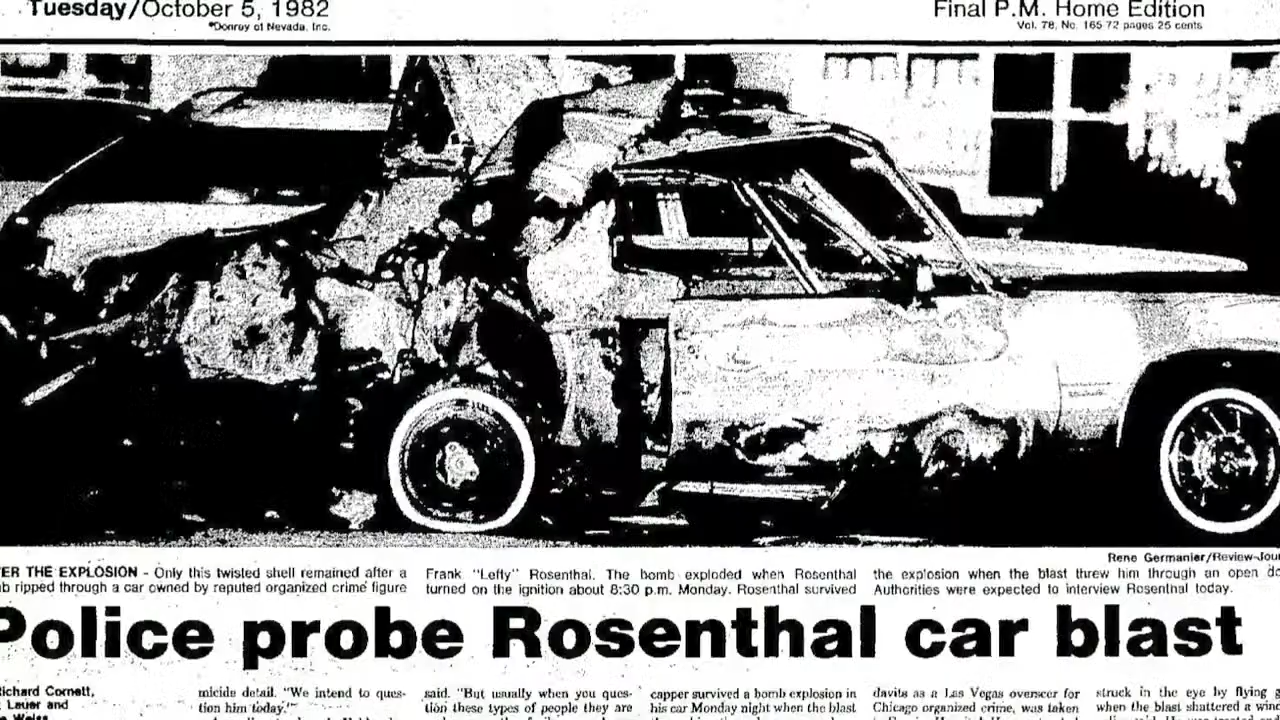 Tuesday/October 5, 1982
*Donrey of Nevada, Inc.
Final P.M. Home Edition
Vol. 78, No. 165 72 pages 25 cents
Rene Germanier/Review-Jour
ER THE EXPLOSION - Only this twisted shell remained after a
b ripped through a car owned by reputed organized crime figure
Frank "Lefty" Rosenthal. The bomb exploded when Rosenthal
turned on the ignition about 8:30 p.m. Monday. Rosenthal survived
the explosion when the blast threw him through an open do
Authorities were expected to interview Rosenthal today.
Police probe Rosenthal car blast
Richard Cornett,
Lauer and
Weiss
micide detail. "We intend to ques-
tion him today."
said. "But usually when you ques-
tion these types of people they are
capper survived a bomb explosion in
his car Monday night when the blast
davits as a Las Vegas overseer for
Chicago organized crime, was taken
struck in the eye by flying g
when the blast shattered a wind